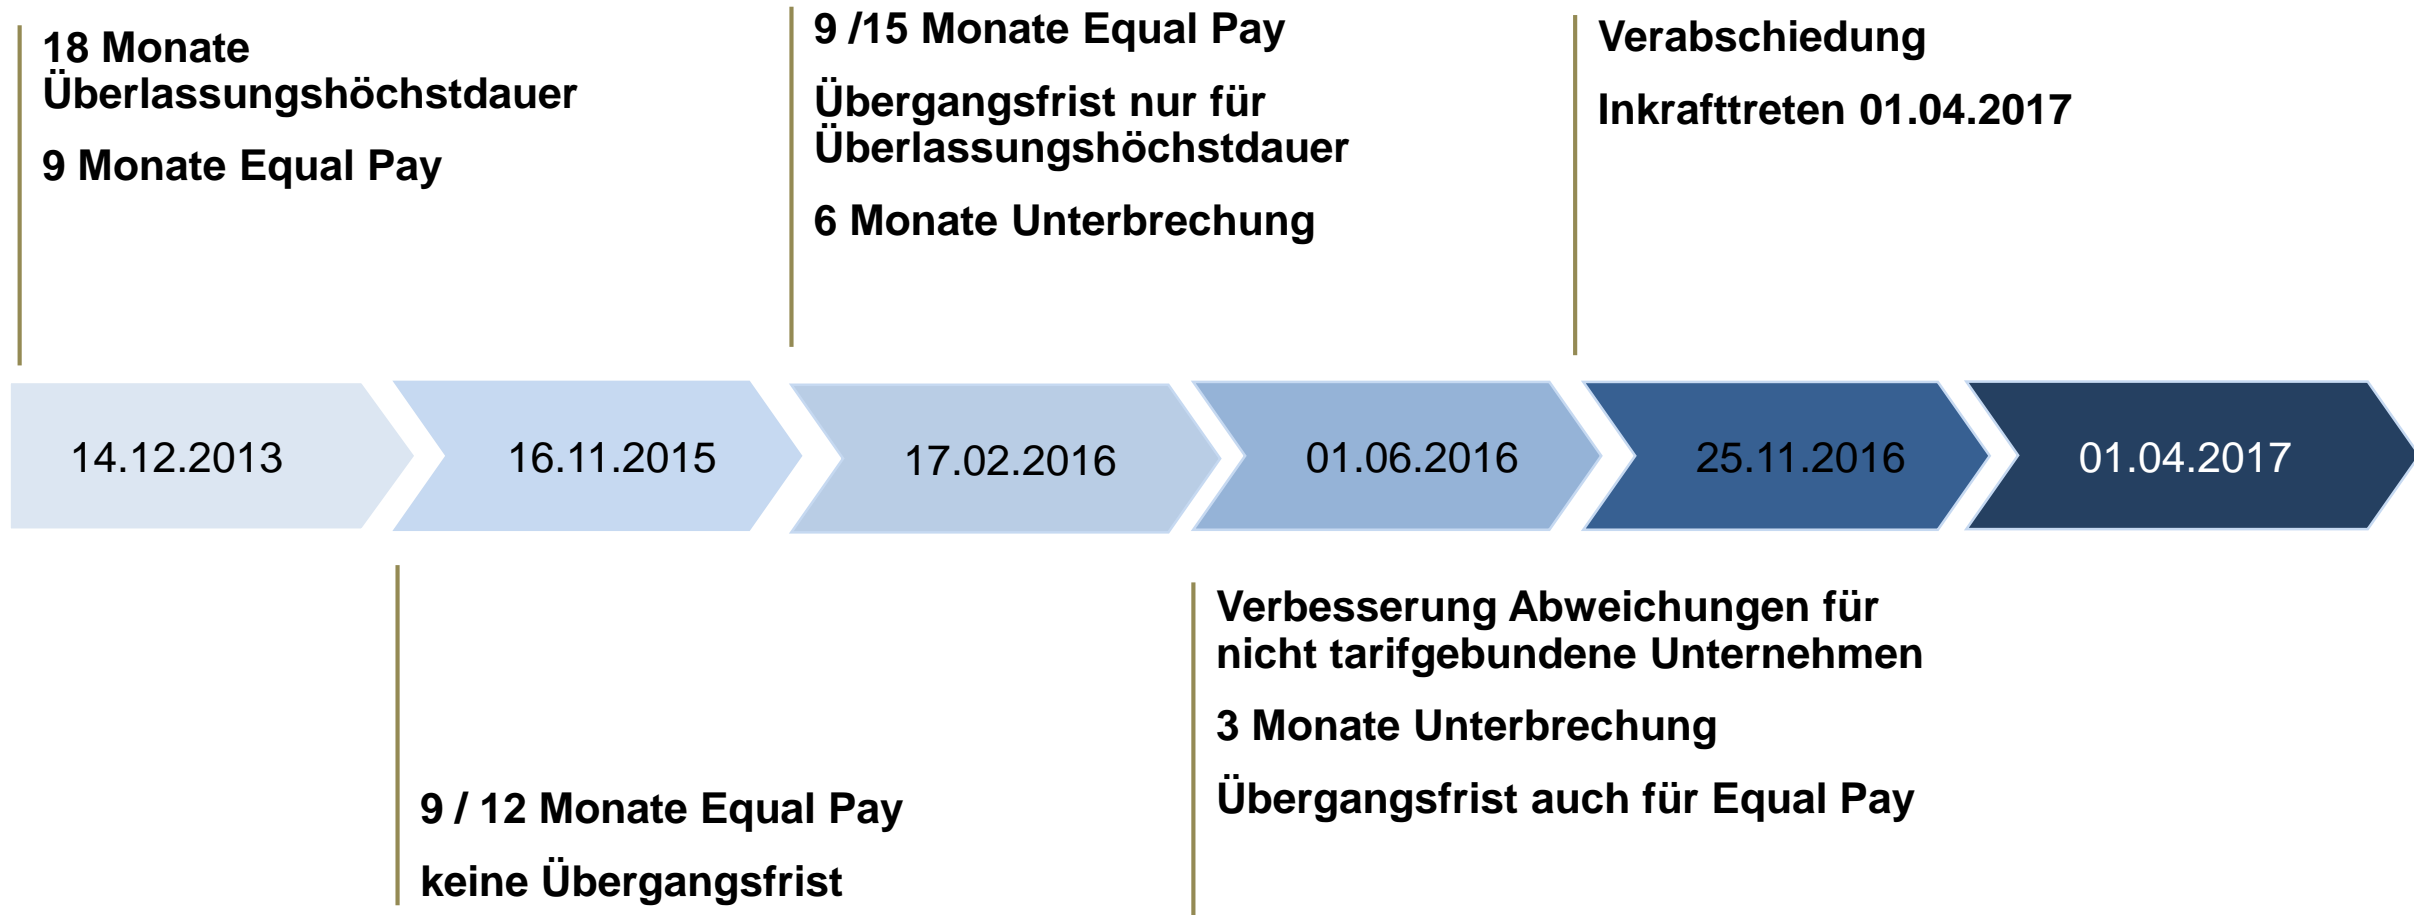 18 Monate
Überlassungshöchstdauer
9 Monate Equal Pay
9 /15 Monate Equal Pay
Übergangsfrist nur für
Überlassungshöchstdauer
6 Monate Unterbrechung
Verabschiedung
Inkrafttreten 01.04.2017
14.12.2013
16.11.2015
17.02.2016
01.06.2016
25.11.2016
01.04.2017
9 / 12 Monate Equal Pay
keine Übergangsfrist
Verbesserung Abweichungen für
nicht tarifgebundene Unternehmen
3 Monate Unterbrechung
Übergangsfrist auch für Equal Pay